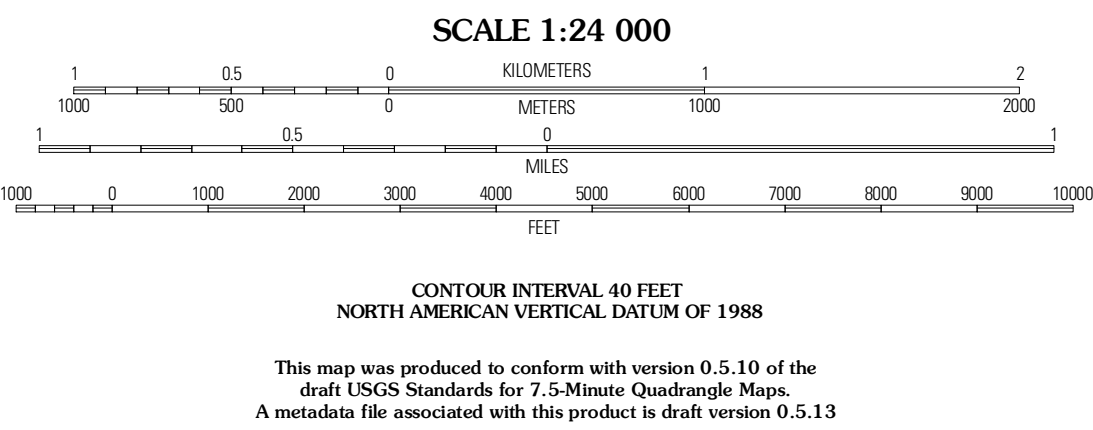 SCALE 1:24 000
1 0.5 0 KILOMETERS 1 2
1000 500 0 METERS 1000 2000
1 0.5 0 1
MILES
1000 0 1000 2000 3000 4000 5000 6000 7000 8000 9000 10000
FEET
CONTOUR INTERVAL 40 FEET
NORTH AMERICAN VERTICAL DATUM OF 1988
This map was produced to conform with version 0.5.10 of the
draft USGS Standards for 7.5-Minute Quadrangle Maps.
A metadata file associated with this product is draft version 0.5.13